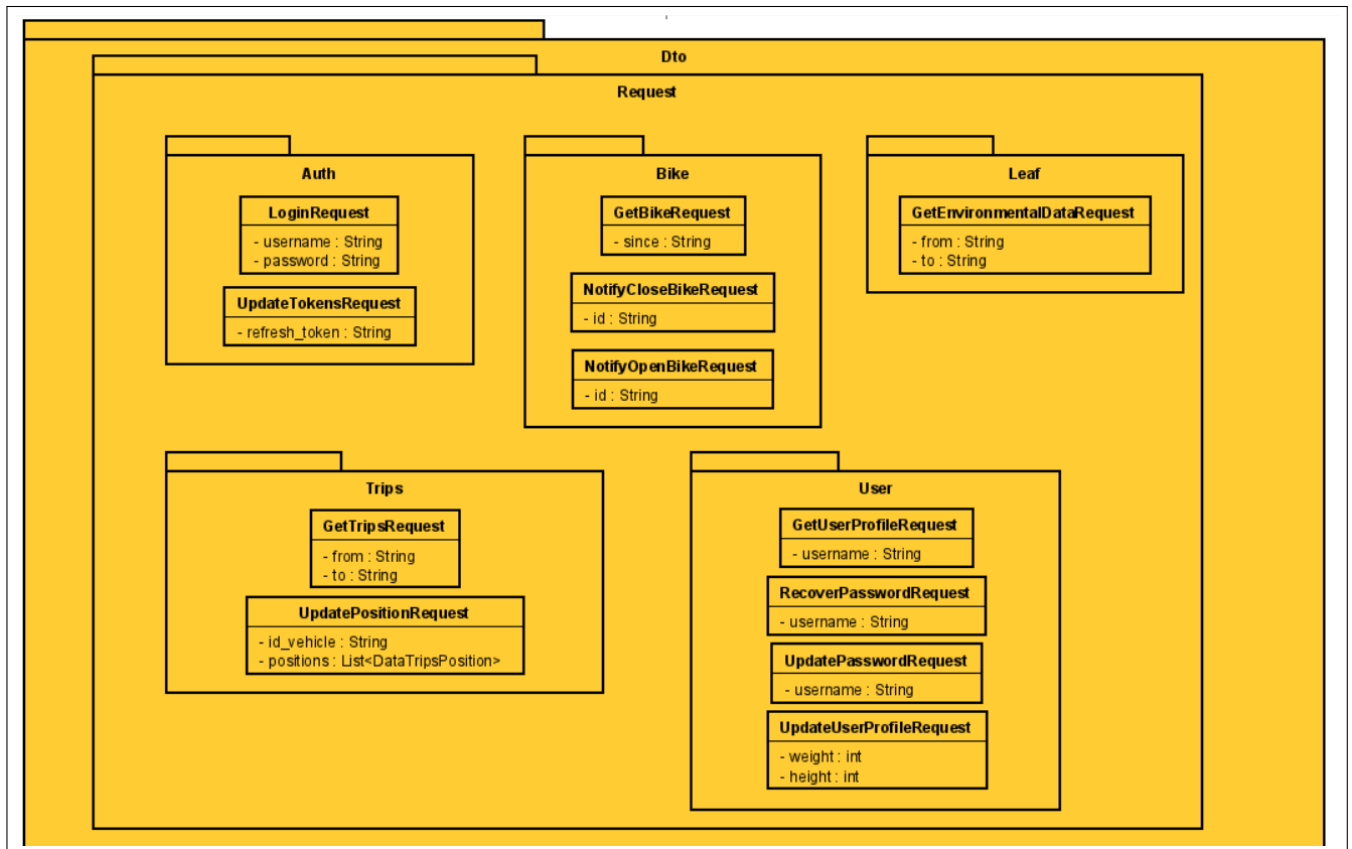 Dto
Request
Auth
LoginRequest
- username : String
- password : String
UpdateTokensRequest
- refresh_token : String
Bike
GetBikeRequest
- since : String
NotifyCloseBikeRequest
- id : String
NotifyOpenBikeRequest
- id : String
Leaf
GetEnvironmentalDataRequest
- from : String
- to : String
Trips
GetTripsRequest
- from : String
- to : String
UpdatePositionRequest
- id_vehicle : String
- positions : List<DataTripsPosition>
User
GetUserProfileRequest
- username : String
RecoverPasswordRequest
- username : String
UpdatePasswordRequest
- username : String
UpdateUserProfileRequest
- weight : int
- height : int